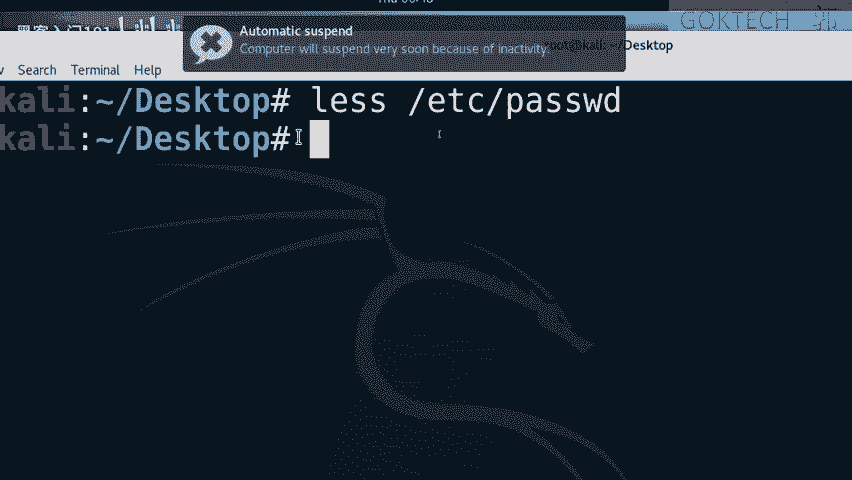 GOKTECH
Automatic suspend
Computer will suspend very soon because of inactivity
root@kali: ~/Desktop
Search Terminal Help
kali:~/Desktop# less /etc/passwd
kali:~/Desktop#